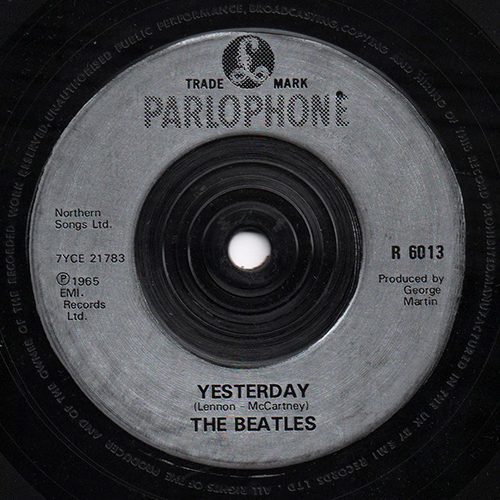 TRADE MARK
PARLOPHONE
Northern
Songs Ltd.
7YCE 21783
℗ 1965
EMI.
Records
Ltd.
R 6013
Produced by
George
Martin
YESTERDAY
(Lennon - McCartney)
THE BEATLES
OF THE PRODUCER AND OF THE OWNER OF THE RECORDED WORK RESERVED. UNAUTHORISED PUBLIC PERFORMANCE, BROADCASTING, COPYING AND HIRING OF THIS RECORD PROHIBITED. MANUFACTURED IN THE U.K. BY EMI RECORDS LTD. ALL RIGHTS